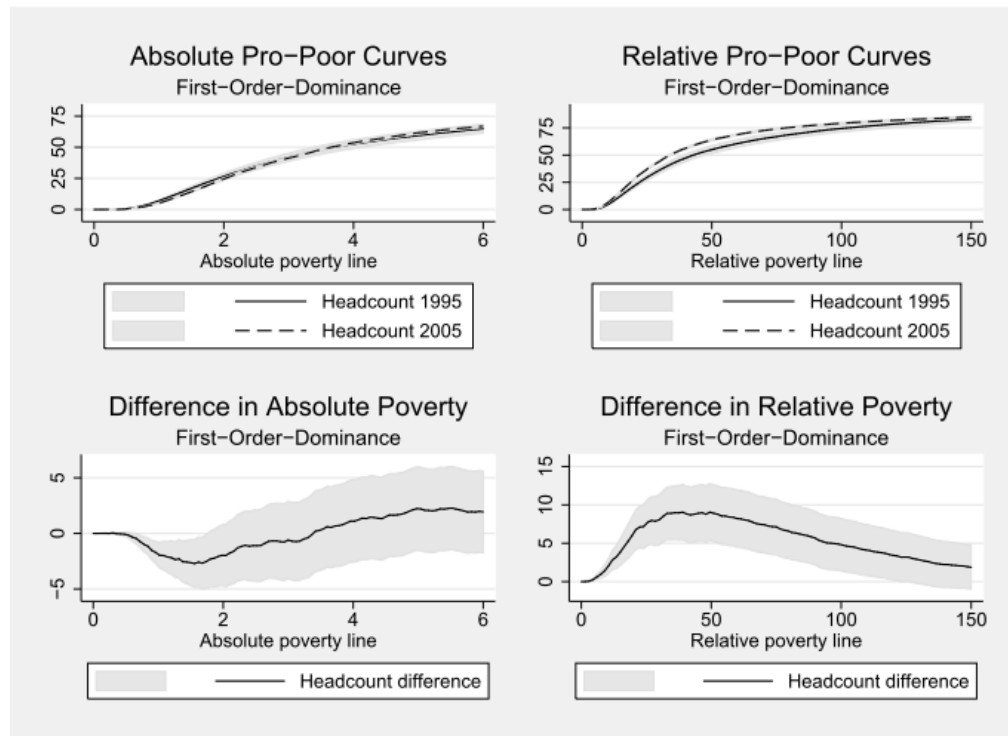 Absolute Pro−Poor Curves
First−Order−Dominance
75
50
25
0
0 2 4 6
Absolute poverty line
Headcount 1995
Headcount 2005
Relative Pro−Poor Curves
First−Order−Dominance
75
50
25
0
0 50 100 150
Relative poverty line
Headcount 1995
Headcount 2005
Difference in Absolute Poverty
First−Order−Dominance
5
0
−5
0 2 4 6
Absolute poverty line
Headcount difference
Difference in Relative Poverty
First−Order−Dominance
15
10
5
0
0 50 100 150
Relative poverty line
Headcount difference